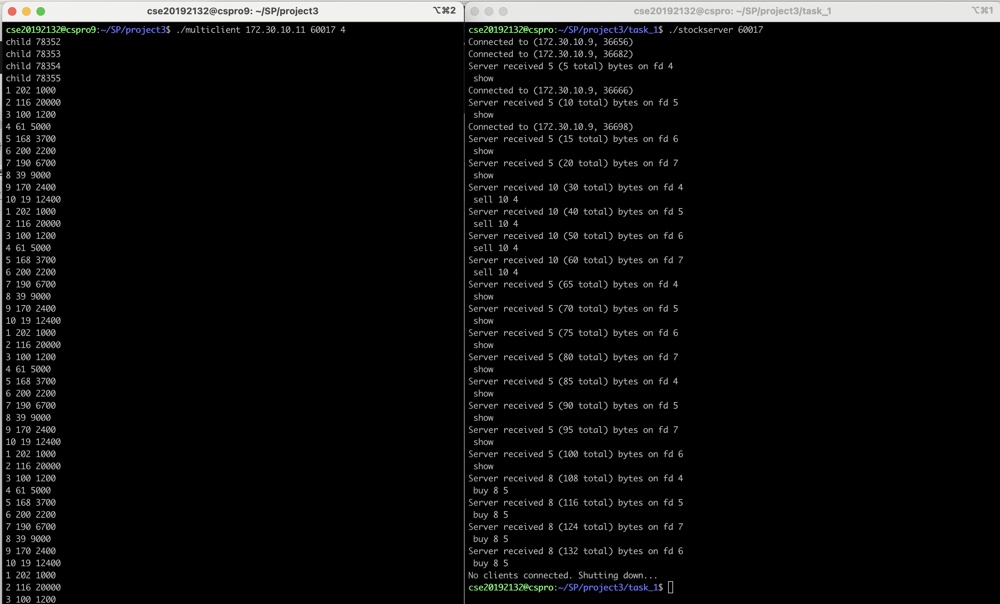 cse20192132@cspro9: ~/SP/project3
⌥⌘2
cse20192132@cspro9:~/SP/project3$ ./multiclient 172.30.10.11 60017 4
child 78352
child 78353
child 78354
child 78355
1 202 1000
2 116 20000
3 100 1200
4 61 5000
5 168 3700
6 200 2200
7 190 6700
8 39 9000
9 170 2400
10 19 12400
1 202 1000
2 116 20000
3 100 1200
4 61 5000
5 168 3700
6 200 2200
7 190 6700
8 39 9000
9 170 2400
10 19 12400
1 202 1000
2 116 20000
3 100 1200
4 61 5000
5 168 3700
6 200 2200
7 190 6700
8 39 9000
9 170 2400
10 19 12400
1 202 1000
2 116 20000
3 100 1200
4 61 5000
5 168 3700
6 200 2200
7 190 6700
8 39 9000
9 170 2400
10 19 12400
1 202 1000
2 116 20000
3 100 1200
cse20192132@cspro: ~/SP/project3/task_1
⌥⌘1
cse20192132@cspro:~/SP/project3/task_1$ ./stockserver 60017
Connected to (172.30.10.9, 36656)
Connected to (172.30.10.9, 36682)
Server received 5 (5 total) bytes on fd 4
show
Connected to (172.30.10.9, 36666)
Server received 5 (10 total) bytes on fd 5
show
Connected to (172.30.10.9, 36698)
Server received 5 (15 total) bytes on fd 6
show
Server received 5 (20 total) bytes on fd 7
show
Server received 10 (30 total) bytes on fd 4
sell 10 4
Server received 10 (40 total) bytes on fd 5
sell 10 4
Server received 10 (50 total) bytes on fd 6
sell 10 4
Server received 10 (60 total) bytes on fd 7
sell 10 4
Server received 5 (65 total) bytes on fd 4
show
Server received 5 (70 total) bytes on fd 5
show
Server received 5 (75 total) bytes on fd 6
show
Server received 5 (80 total) bytes on fd 7
show
Server received 5 (85 total) bytes on fd 4
show
Server received 5 (90 total) bytes on fd 5
show
Server received 5 (95 total) bytes on fd 7
show
Server received 5 (100 total) bytes on fd 6
show
Server received 8 (108 total) bytes on fd 4
buy 8 5
Server received 8 (116 total) bytes on fd 5
buy 8 5
Server received 8 (124 total) bytes on fd 7
buy 8 5
Server received 8 (132 total) bytes on fd 6
buy 8 5
No clients connected. Shutting down...
cse20192132@cspro:~/SP/project3/task_1$